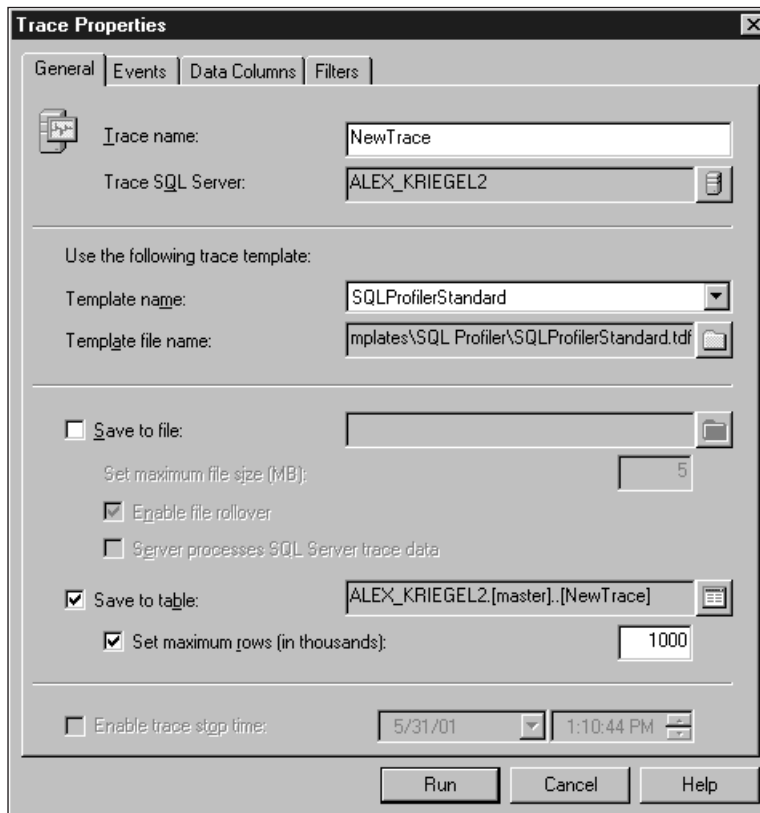 Trace Properties
General Events Data Columns Filters
Trace name: NewTrace
Trace SQL Server: ALEX_KRIEGEL2
Use the following trace template:
Template name: SQLProfilerStandard
Template file name: mplates\SQL Profiler\SQLProfilerStandard.tdf
Save to file:
Set maximum file size (MB): 5
Enable file rollover
Server processes SQL Server trace data
Save to table: ALEX_KRIEGEL2.[master]..[NewTrace]
Set maximum rows (in thousands): 1000
Enable trace stop time: 5/31/01 1:10:44 PM
Run Cancel Help